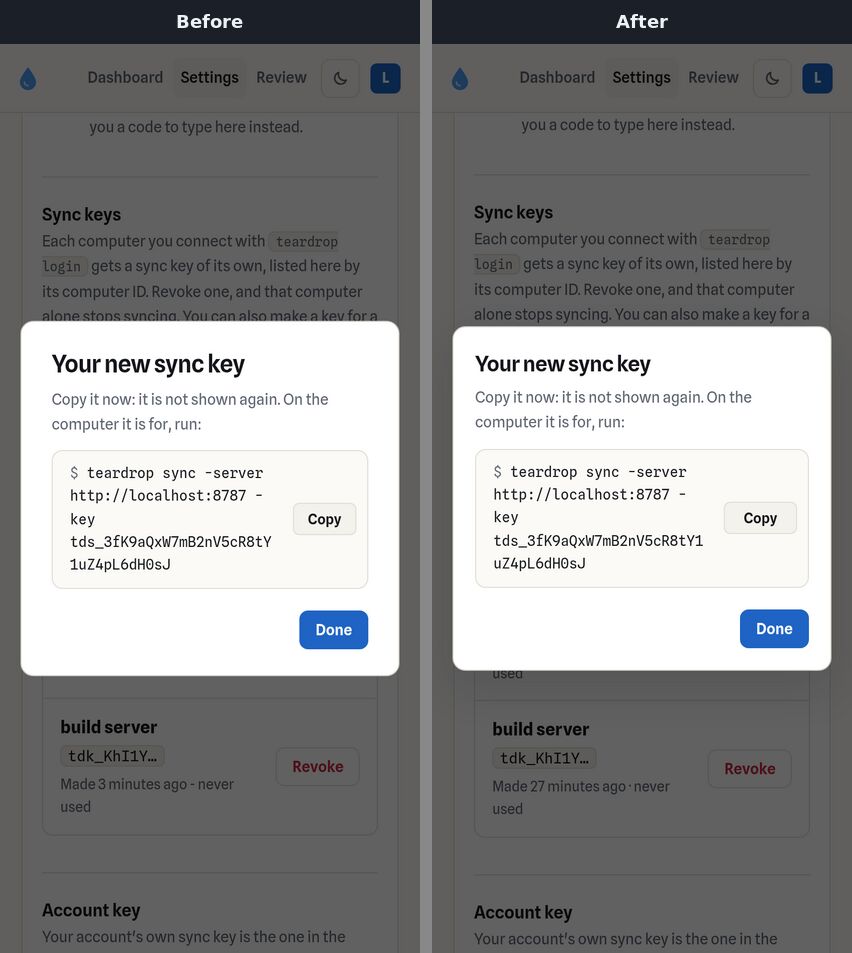 Before
Dashboard Settings Review L
you a code to type here instead.
Sync keys
Each computer you connect with teardrop
login gets a sync key of its own, listed here by
its computer ID. Revoke one, and that computer
alone stops syncing. You can also make a key for a
Your new sync key
Copy it now: it is not shown again. On the
computer it is for, run:
$ teardrop sync -server
http://localhost:8787 -
key
tds_3fK9aQxW7mB2nV5cR8tY
1uZ4pL6dH0sJ
Copy
Done
build server
tdk_KhI1Y…
Made 3 minutes ago - never
used
Revoke
Account key
Your account's own sync key is the one in the
After
Dashboard Settings Review L
you a code to type here instead.
Sync keys
Each computer you connect with teardrop
login gets a sync key of its own, listed here by
its computer ID. Revoke one, and that computer
alone stops syncing. You can also make a key for a
Your new sync key
Copy it now: it is not shown again. On the
computer it is for, run:
$ teardrop sync -server
http://localhost:8787 -
key
tds_3fK9aQxW7mB2nV5cR8tY1
uZ4pL6dH0sJ
Copy
Done
used
build server
tdk_KhI1Y…
Made 27 minutes ago · never
used
Revoke
Account key
Your account's own sync key is the one in the